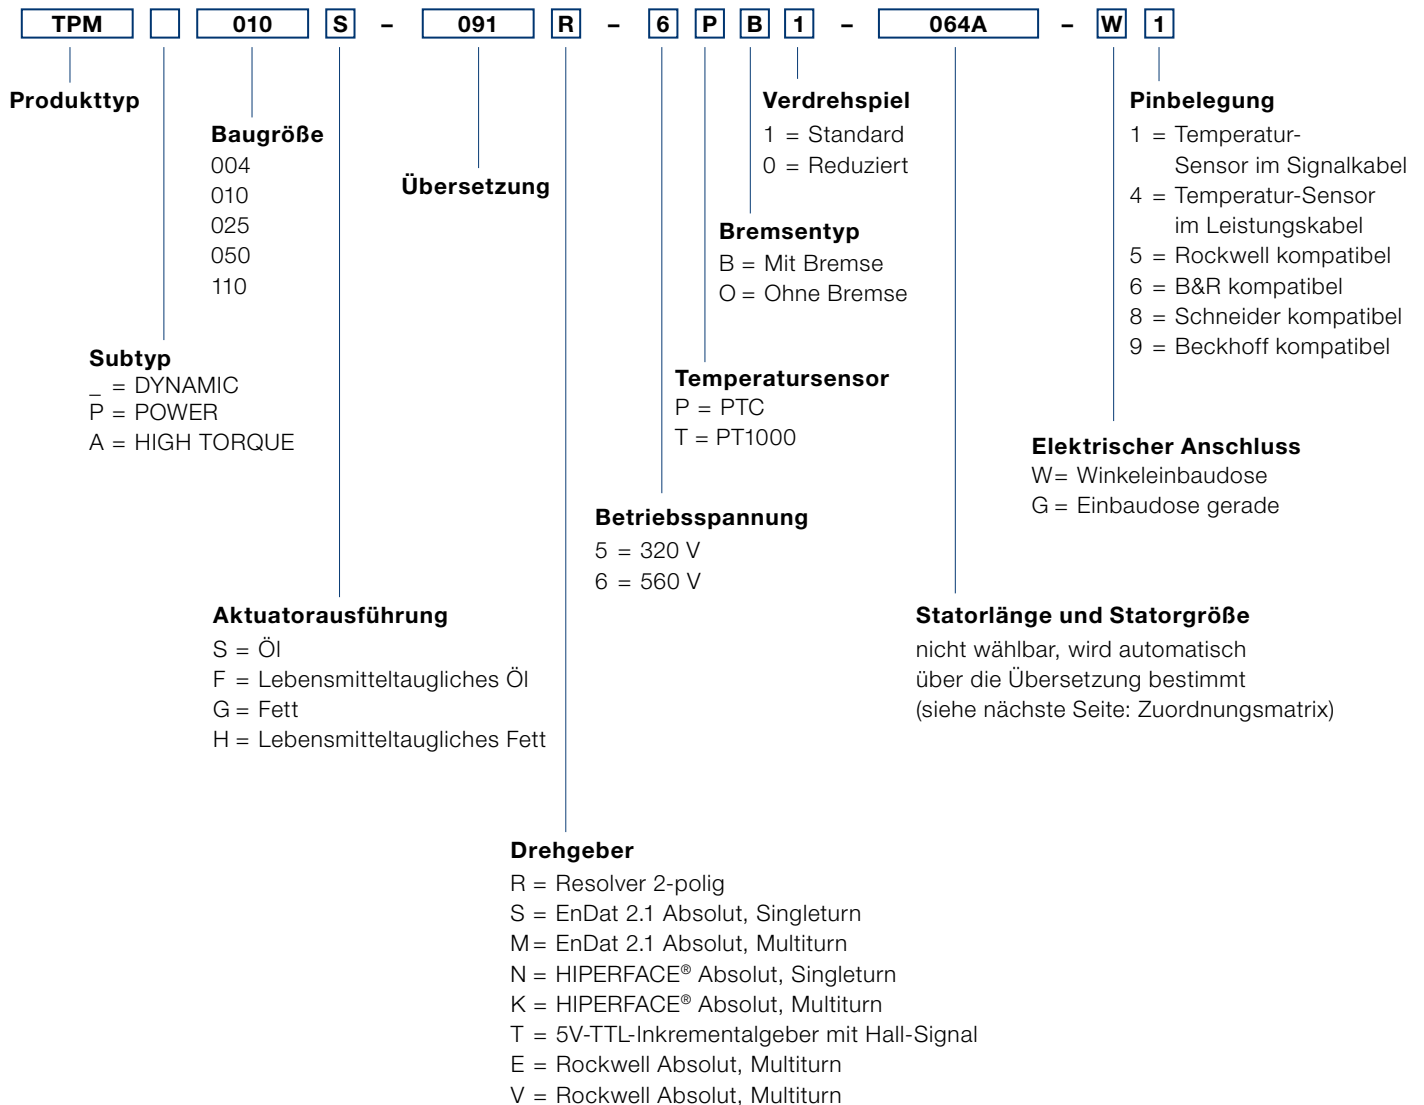 TPM 010 S – 091 R – 6 P B 1 – 064A – W 1
Produkttyp
Baugröße
004
010
025
050
110
Übersetzung
Verdrehspiel
1 = Standard
0 = Reduziert
Pinbelegung
1 = Temperatur-
Sensor im Signalkabel
4 = Temperatur-Sensor
im Leistungskabel
5 = Rockwell kompatibel
6 = B&R kompatibel
8 = Schneider kompatibel
9 = Beckhoff kompatibel
Bremsentyp
B = Mit Bremse
O = Ohne Bremse
Subtyp
_ = DYNAMIC
P = POWER
A = HIGH TORQUE
Temperatursensor
P = PTC
T = PT1000
Elektrischer Anschluss
W= Winkeleinbaudose
G = Einbaudose gerade
Betriebsspannung
5 = 320 V
6 = 560 V
Aktuatorausführung
S = Öl
F = Lebensmitteltaugliches Öl
G = Fett
H = Lebensmitteltaugliches Fett
Statorlänge und Statorgröße
nicht wählbar, wird automatisch
über die Übersetzung bestimmt
(siehe nächste Seite: Zuordnungsmatrix)
Drehgeber
R = Resolver 2-polig
S = EnDat 2.1 Absolut, Singleturn
M = EnDat 2.1 Absolut, Multiturn
N = HIPERFACE® Absolut, Singleturn
K = HIPERFACE® Absolut, Multiturn
T = 5V-TTL-Inkrementalgeber mit Hall-Signal
E = Rockwell Absolut, Multiturn
V = Rockwell Absolut, Multiturn